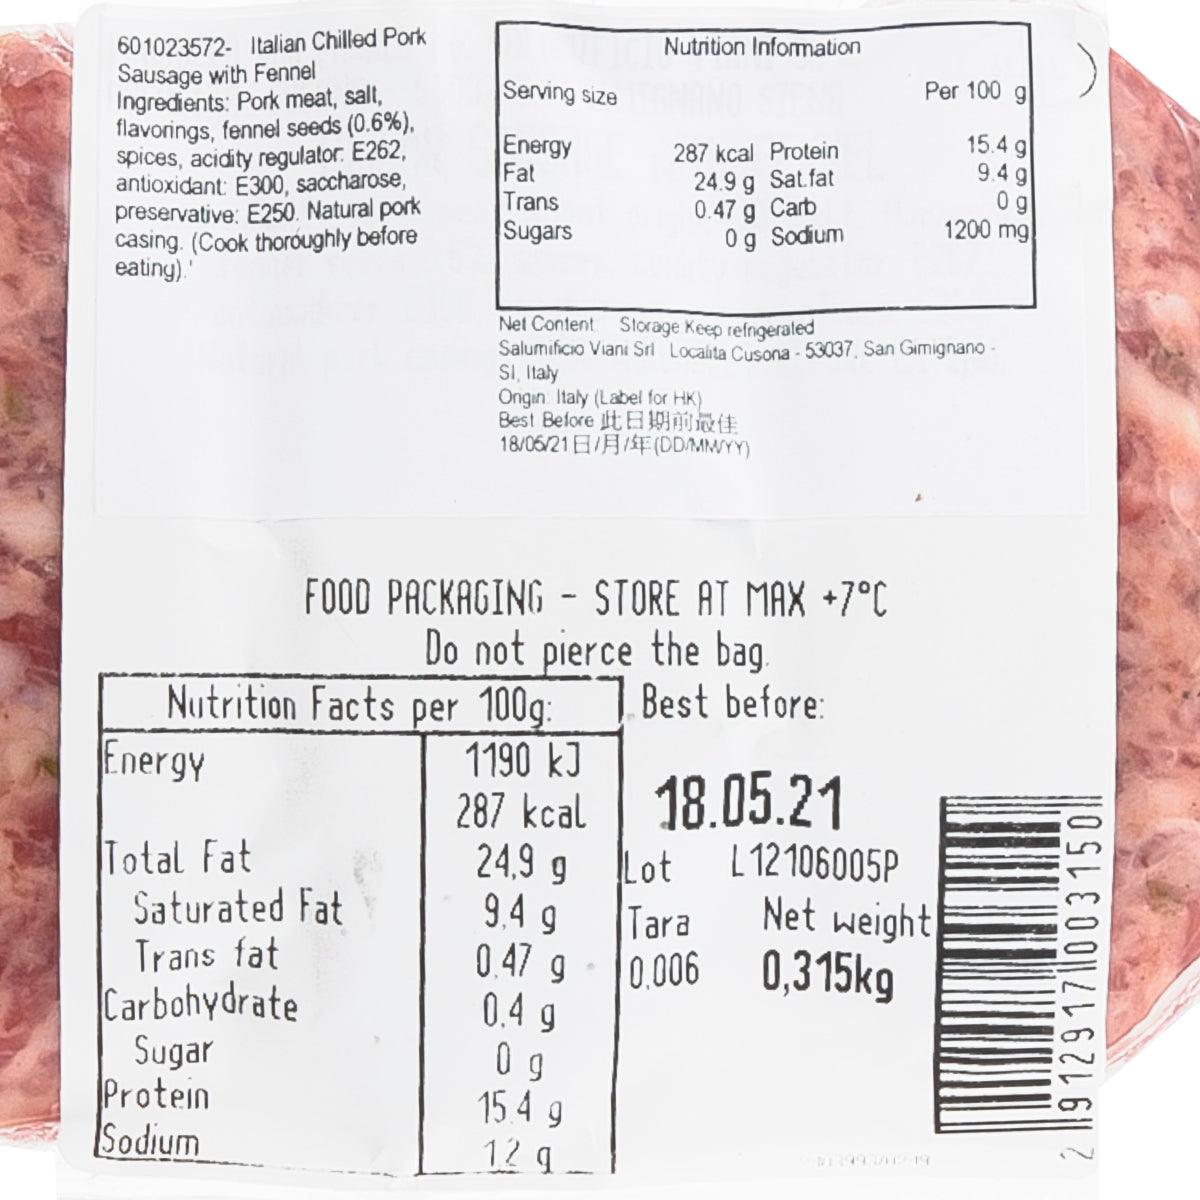 601023572- Italian Chilled Pork
Sausage with Fennel
Ingredients: Pork meat, salt,
flavorings, fennel seeds (0.6%),
spices, acidity regulator: E262,
antioxidant: E300, saccharose,
preservative: E250. Natural pork
casing. (Cook thoroughly before
eating).'
Nutrition Information
Serving size Per 100 g
Energy 287 kcal Protein 15.4 g
Fat 24.9 g Sat.fat 9.4 g
Trans 0.47 g Carb 0 g
Sugars 0 g Sodium 1200 mg
Net Content: Storage Keep refrigerated
Salumificio Viani Srl Localita Cusona - 53037, San Gimignano -
SI, Italy
Origin: Italy (Label for HK)
Best Before 此日期前最佳
18/05/21 日/月/年(DD/MM/YY)
FOOD PACKAGING - STORE AT MAX +7°C
Do not pierce the bag.
Nutrition Facts per 100g:
Best before:
Energy 1190 kJ
287 kcal
18.05.21
Total Fat 24,9 g
Lot L12106005P
Saturated Fat 9,4 g
Tara Net weight
Trans fat 0,47 g
0,006 0,315kg
Carbohydrate 0,4 g
Sugar 0 g
Protein 15,4 g
Sodium 1,2 g
2 912917 003150